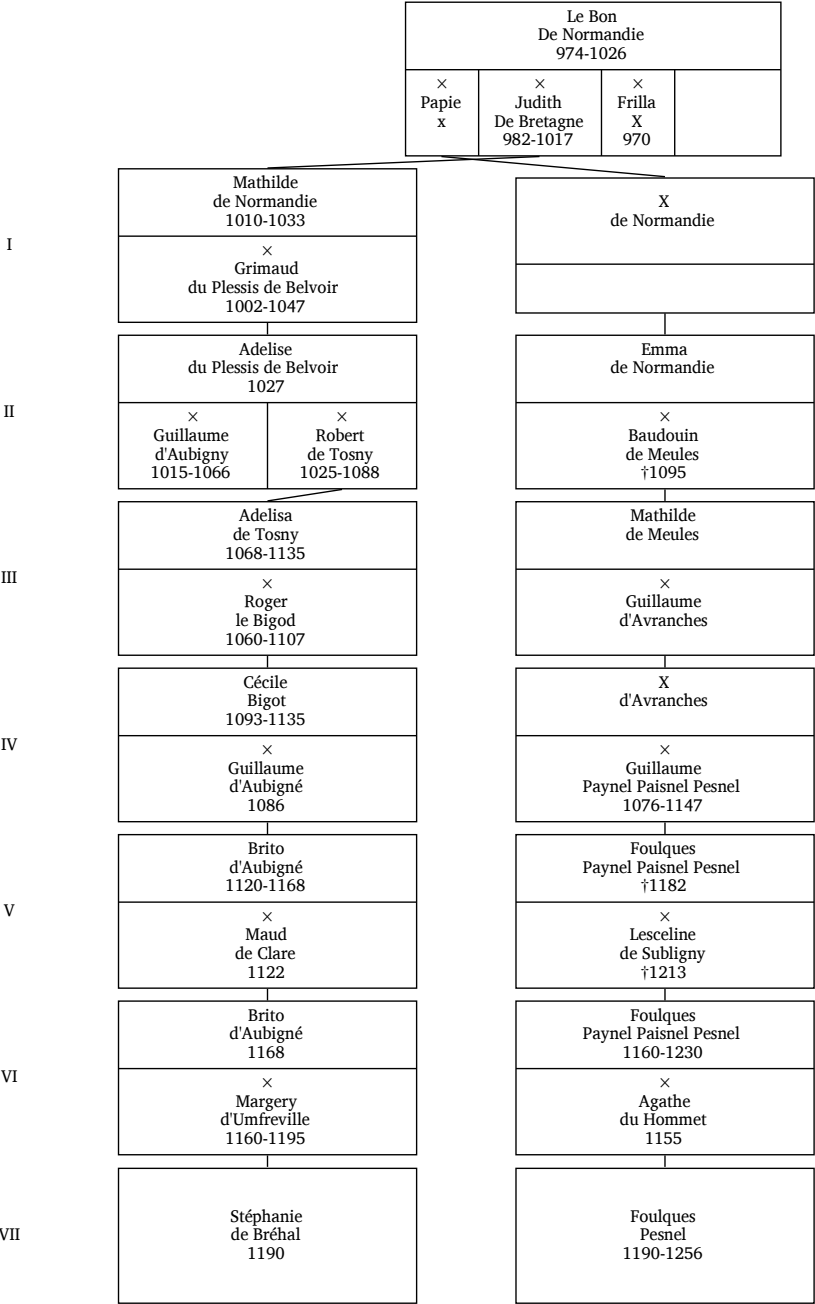 Le Bon
De Normandie
974-1026
×
Papie
x
×
Judith
De Bretagne
982-1017
×
Frilla
X
970
I
Mathilde
de Normandie
1010-1033
×
Grimaud
du Plessis de Belvoir
1002-1047
X
de Normandie
II
Adelise
du Plessis de Belvoir
1027
×
Guillaume
d'Aubigny
1015-1066
×
Robert
de Tosny
1025-1088
Emma
de Normandie
×
Baudouin
de Meules
†1095
III
Adelisa
de Tosny
1068-1135
×
Roger
le Bigod
1060-1107
Mathilde
de Meules
×
Guillaume
d'Avranches
IV
Cécile
Bigot
1093-1135
×
Guillaume
d'Aubigné
1086
X
d'Avranches
×
Guillaume
Paynel Paisnel Pesnel
1076-1147
V
Brito
d'Aubigné
1120-1168
×
Maud
de Clare
1122
Foulques
Paynel Paisnel Pesnel
†1182
×
Lesceline
de Subligny
†1213
VI
Brito
d'Aubigné
1168
×
Margery
d'Umfreville
1160-1195
Foulques
Paynel Paisnel Pesnel
1160-1230
×
Agathe
du Hommet
1155
VII
Stéphanie
de Bréhal
1190
Foulques
Pesnel
1190-1256